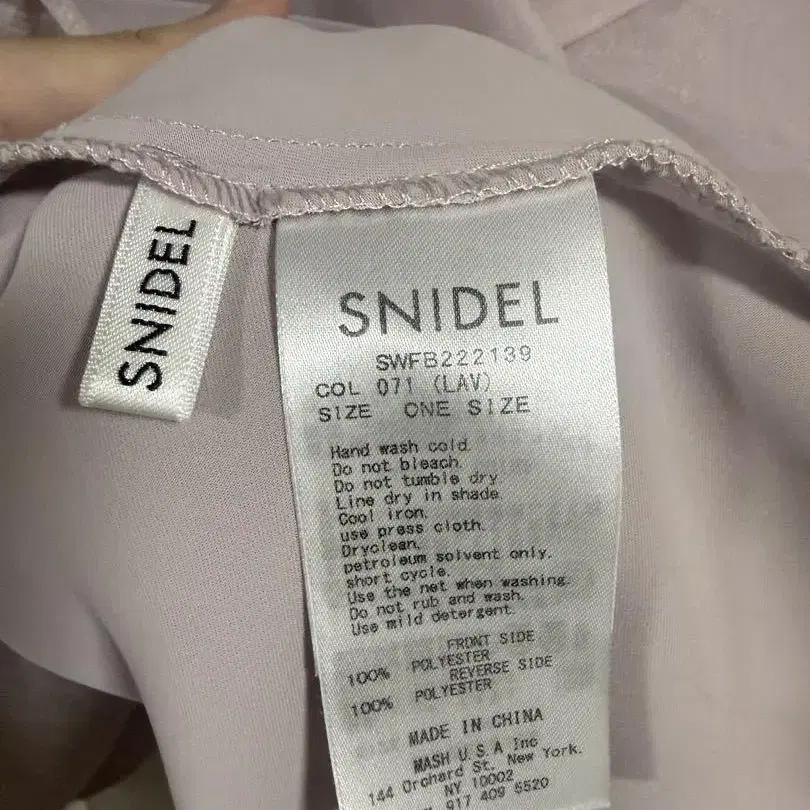 SNIDEL
SNIDEL
SWFB222139
COL 071 (LAV)
SIZE ONE SIZE
Hand wash cold.
Do not bleach.
Do not tumble dry.
Line dry in shade.
Cool iron.
use press cloth.
Dryclean.
petroleum solvent only.
short cycle.
Use the net when washing.
Do not rub and wash.
Use mild detergent.
FRONT SIDE
100% POLYESTER
REVERSE SIDE
100% POLYESTER
MADE IN CHINA
MASH U.S.A Inc
144 Orchard St. New York.
NY 10002
917 409 5520